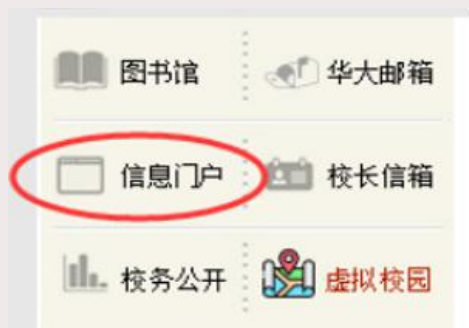 图书馆 华大邮箱
信息门户 校长信箱
校务公开 虚拟校园